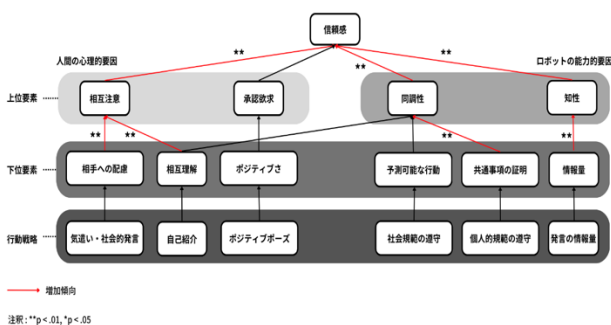 信頼感
**
**
**
人間の心理的要因
ロボットの能力的要因
上位要素
相互注意
承認欲求
同調性
知性
**
**
**
**
下位要素
相手への配慮
相互理解
ポジティブさ
予測可能な行動
共通事項の証明
情報量
行動戦略
気遣い・社会的発言
自己紹介
ポジティブポーズ
社会規範の遵守
個人的規範の遵守
発言の情報量
増加傾向
注釈 : **p < .01, *p < .05